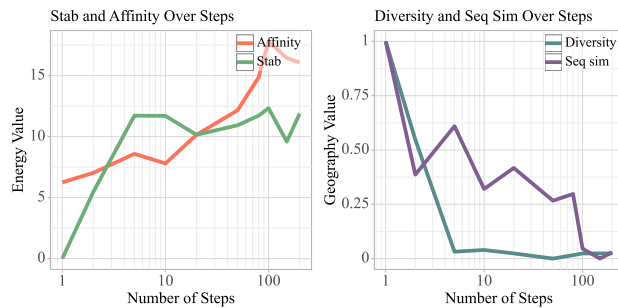 Stab and Affinity Over Steps
Affinity
Stab
15
10
5
0
Energy Value
1
10
100
Number of Steps
Diversity and Seq Sim Over Steps
Diversity
Seq sim
1
0.75
0.50
0.25
0
Geography Value
1
10
100
Number of Steps